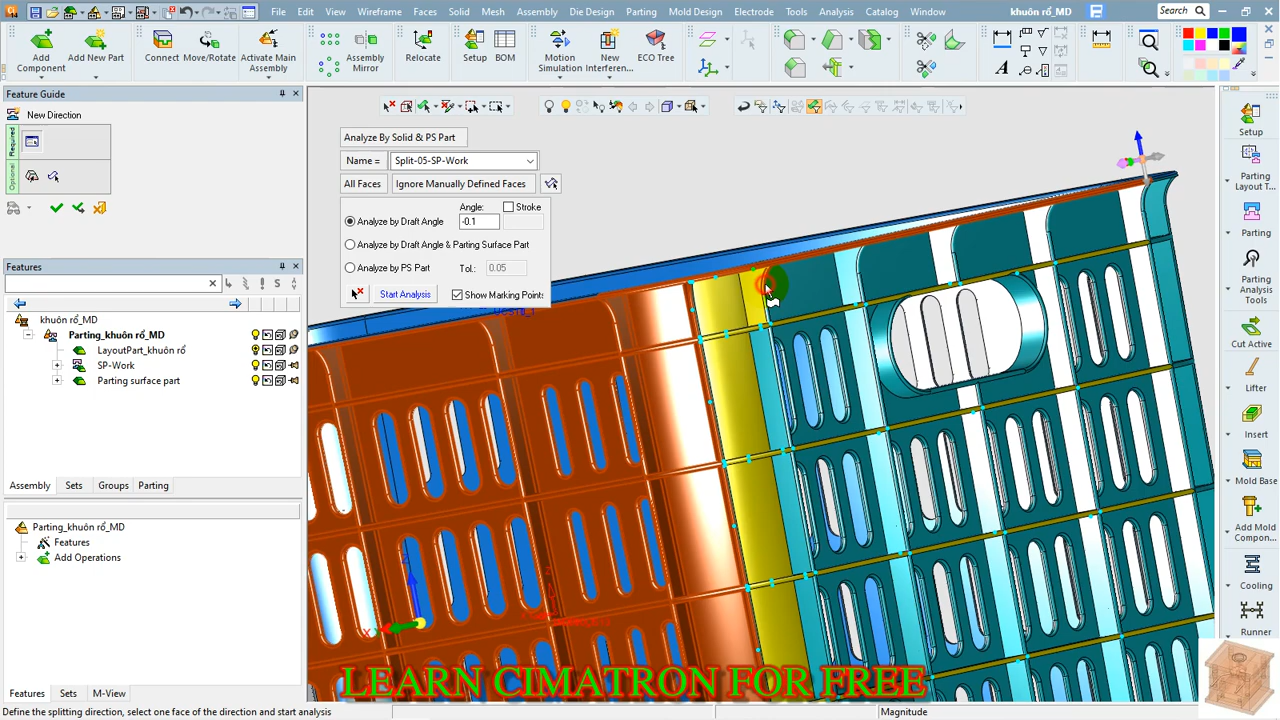 File Edit Views Wireframe Faces Solid Mesh Assembly Die Design Parting Mold Design Electrode Tools Analysis Catalog Window khuôn rổ_MD Search
Add Component Add New Part Connect Move/Rotate Activate Main Assembly Assembly Mirror Relocate Setup BOM Motion Simulation New Interferen... ECO Tree
Feature Guide
New Direction
Required
Optional
Analyze By Solid & PS Part
Name = Split-05-SP-Work
All Faces Ignore Manually Defined Faces
Angle: Stroke
Analyze by Draft Angle -0.1
Analyze by Draft Angle & Parting Surface Part
Analyze by PS Part Tol.: 0.05
Start Analysis Show Marking Points
Features
khuôn rổ_MD
Parting_khuôn rổ_MD
LayoutPart_khuôn rổ
SP-Work
Parting surface part
Assembly Sets Groups Parting
Parting_khuôn rổ_MD
Features
Add Operations
Features Sets M-View
Setup
Parting Layout T...
Parting
Parting Analysis Tools
Cut Active
Lifter
Insert
Mold Base
Add Mold Compon...
Cooling
Runner
LEARN CIMATRON FOR FREE
Define the splitting direction, select one face of the direction and start analysis Magnitude